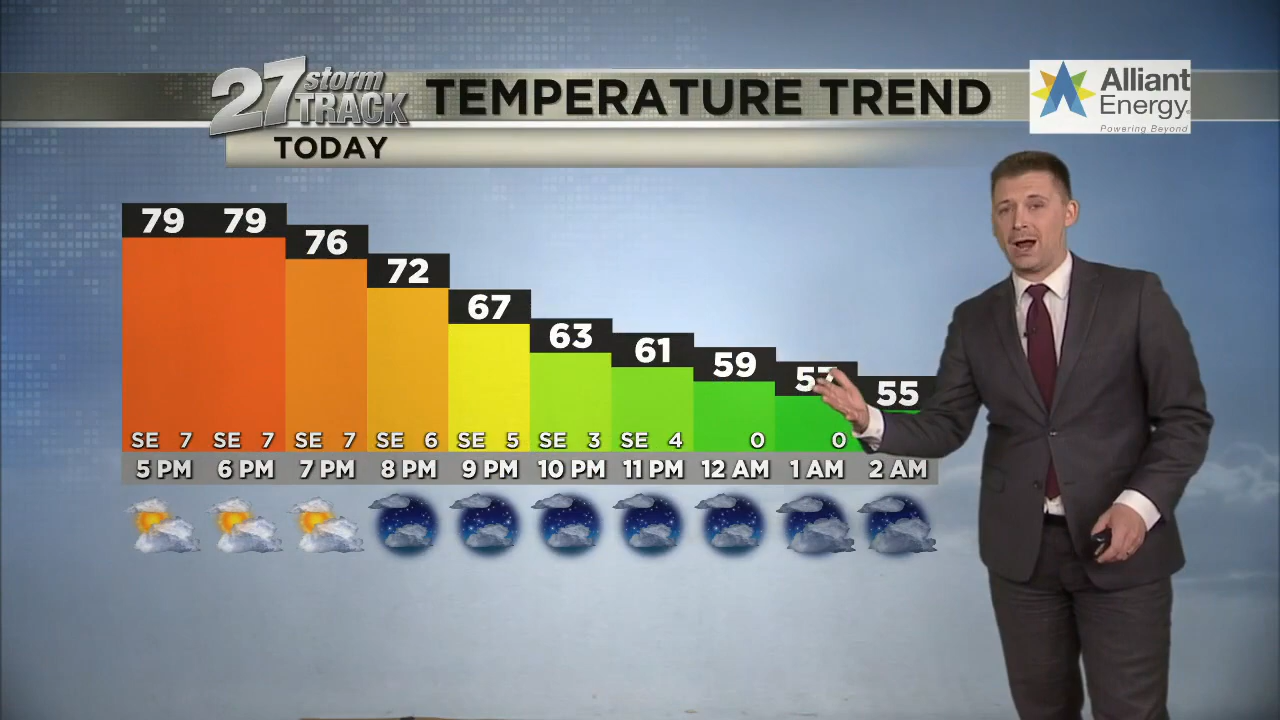 27 storm TRACK
TEMPERATURE TREND
Alliant
Energy®
Powering Beyond
TODAY
79 79 76 72 67 63 61 59 57 55
SE 7 SE 7 SE 7 SE 6 SE 5 SE 3 SE 4 0 0
5 PM 6 PM 7 PM 8 PM 9 PM 10 PM 11 PM 12 AM 1 AM 2 AM